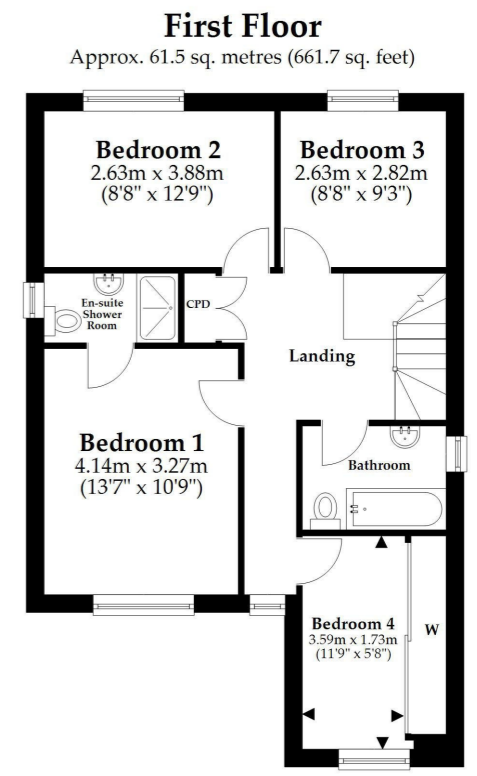 First Floor
Approx. 61.5 sq. metres (661.7 sq. feet)
Bedroom 2
2.63m x 3.88m
(8'8" x 12'9")
Bedroom 3
2.63m x 2.82m
(8'8" x 9'3")
En-suite
Shower
Room
CPD
Landing
Bedroom 1
4.14m x 3.27m
(13'7" x 10'9")
Bathroom
Bedroom 4
3.59m x 1.73m
(11'9" x 5'8")
W